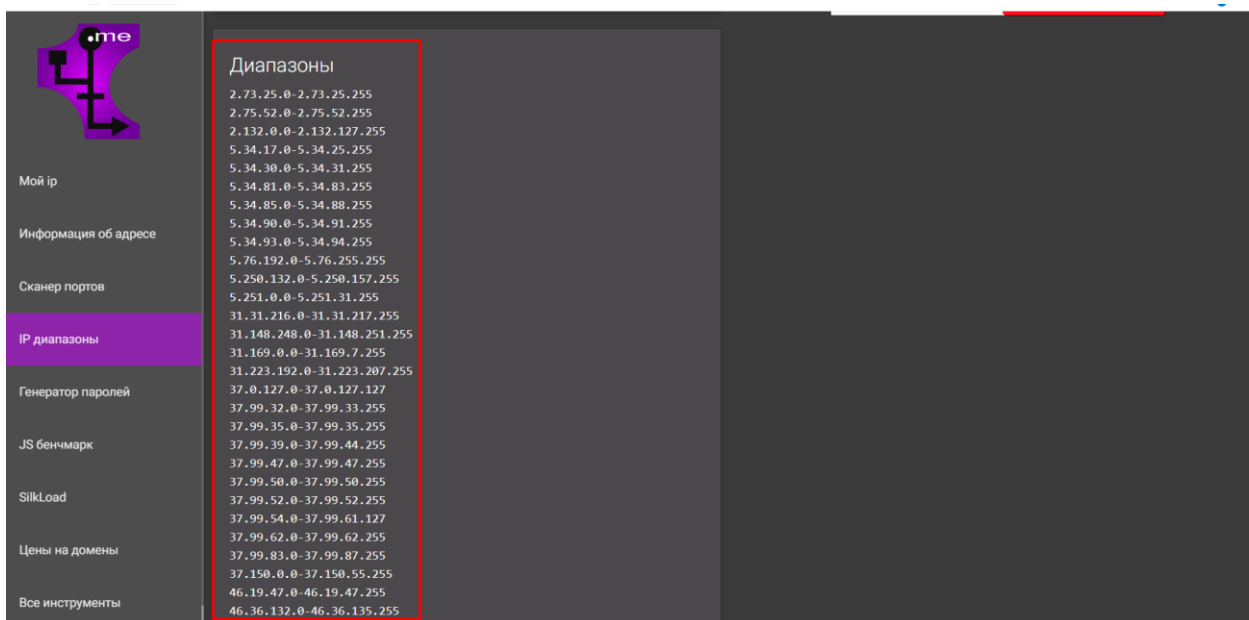 .me
Мой ip
Информация об адресе
Сканер портов
IP диапазоны
Генератор паролей
JS бенчмарк
SilkLoad
Цены на домены
Все инструменты
Диапазоны
2.73.25.0-2.73.25.255
2.75.52.0-2.75.52.255
2.132.0.0-2.132.127.255
5.34.17.0-5.34.25.255
5.34.30.0-5.34.31.255
5.34.81.0-5.34.83.255
5.34.85.0-5.34.88.255
5.34.90.0-5.34.91.255
5.34.93.0-5.34.94.255
5.76.192.0-5.76.255.255
5.250.132.0-5.250.157.255
5.251.0.0-5.251.31.255
31.31.216.0-31.31.217.255
31.148.248.0-31.148.251.255
31.169.0.0-31.169.7.255
31.223.192.0-31.223.207.255
37.0.127.0-37.0.127.127
37.99.32.0-37.99.33.255
37.99.35.0-37.99.35.255
37.99.39.0-37.99.44.255
37.99.47.0-37.99.47.255
37.99.50.0-37.99.50.255
37.99.52.0-37.99.52.255
37.99.54.0-37.99.61.127
37.99.62.0-37.99.62.255
37.99.83.0-37.99.87.255
37.150.0.0-37.150.55.255
46.19.47.0-46.19.47.255
46.36.132.0-46.36.135.255